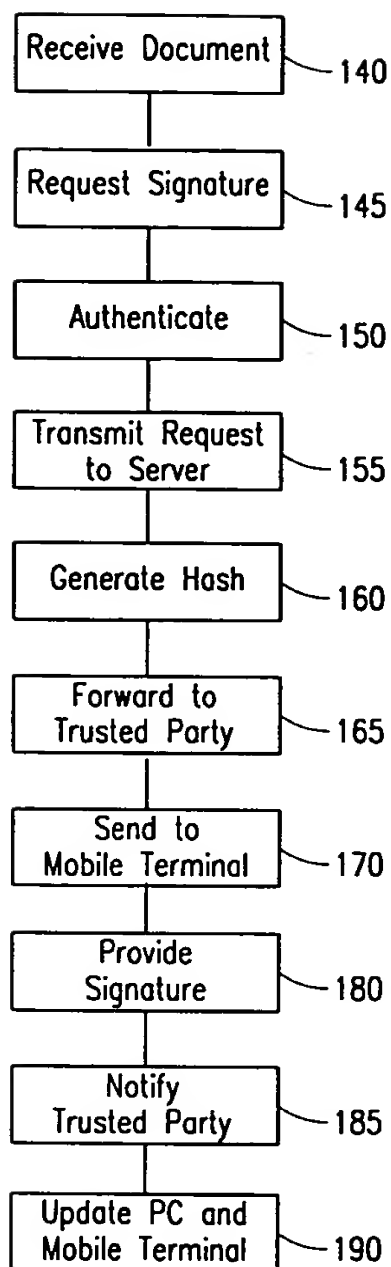 Receive Document
140
Request Signature
145
Authenticate
150
Transmit Request
to Server
155
Generate Hash
160
Forward to
Trusted Party
165
Send to
Mobile Terminal
170
Provide
Signature
180
Notify
Trusted Party
185
Update PC and
Mobile Terminal
190